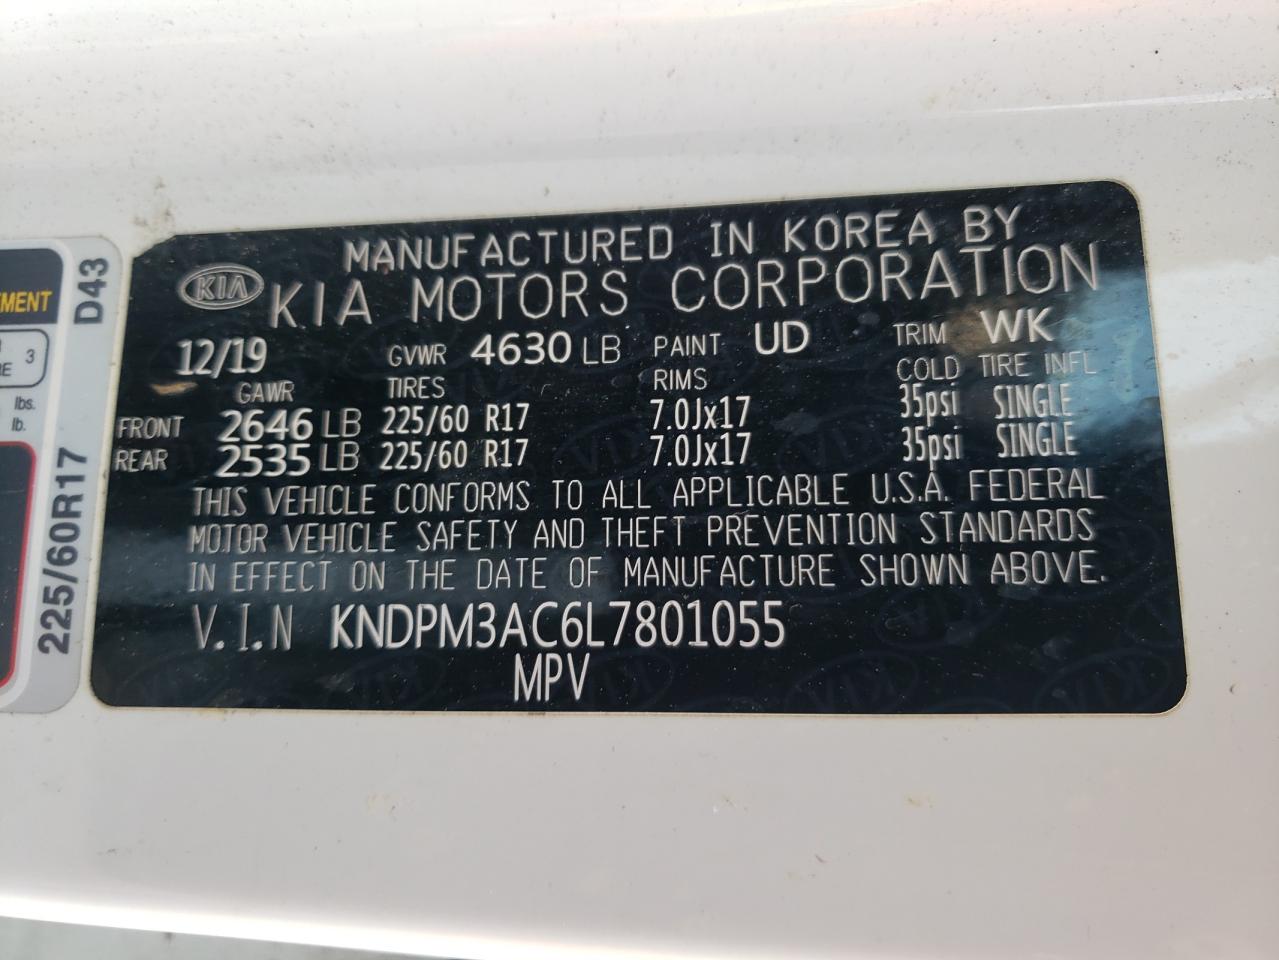 MANUFACTURED IN KOREA BY
KIA KIA MOTORS CORPORATION
12/19 GVWR 4630 LB PAINT UD TRIM WK
GAWR TIRES RIMS COLD TIRE INFL
FRONT 2646 LB 225/60 R17 7.0Jx17 35psi SINGLE
REAR 2535 LB 225/60 R17 7.0Jx17 35psi SINGLE
THIS VEHICLE CONFORMS TO ALL APPLICABLE U.S.A. FEDERAL
MOTOR VEHICLE SAFETY AND THEFT PREVENTION STANDARDS
IN EFFECT ON THE DATE OF MANUFACTURE SHOWN ABOVE.
V.I.N KNDPM3AC6L7801055
MPV
3
lbs.
lb.
225/60R17 D43